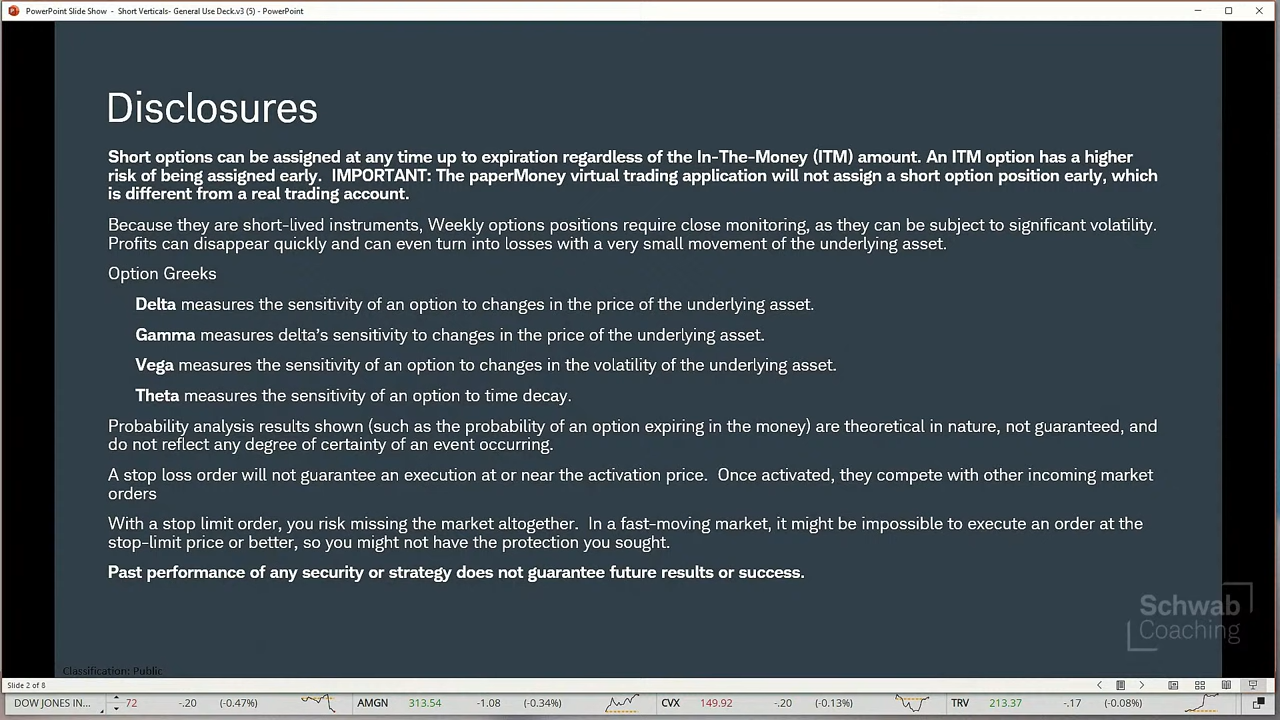 PowerPoint Slide Show - Short Verticals- General Use Deck.v3 (5) - PowerPoint
Disclosures
Short options can be assigned at any time up to expiration regardless of the In-The-Money (ITM) amount. An ITM option has a higher
risk of being assigned early. IMPORTANT: The paperMoney virtual trading application will not assign a short option position early, which
is different from a real trading account.
Because they are short-lived instruments, Weekly options positions require close monitoring, as they can be subject to significant volatility.
Profits can disappear quickly and can even turn into losses with a very small movement of the underlying asset.
Option Greeks
Delta measures the sensitivity of an option to changes in the price of the underlying asset.
Gamma measures delta's sensitivity to changes in the price of the underlying asset.
Vega measures the sensitivity of an option to changes in the volatility of the underlying asset.
Theta measures the sensitivity of an option to time decay.
Probability analysis results shown (such as the probability of an option expiring in the money) are theoretical in nature, not guaranteed, and
do not reflect any degree of certainty of an event occurring.
A stop loss order will not guarantee an execution at or near the activation price. Once activated, they compete with other incoming market
orders
With a stop limit order, you risk missing the market altogether. In a fast-moving market, it might be impossible to execute an order at the
stop-limit price or better, so you might not have the protection you sought.
Past performance of any security or strategy does not guarantee future results or success.
Schwab
Coaching
Classification: Public
Slide 2 of 8
DOW JONES IN... 72 -.20 (-0.47%) AMGN 313.54 -1.08 (-0.34%) CVX 149.92 -.20 (-0.13%) TRV 213.37 -.17 (-0.08%)